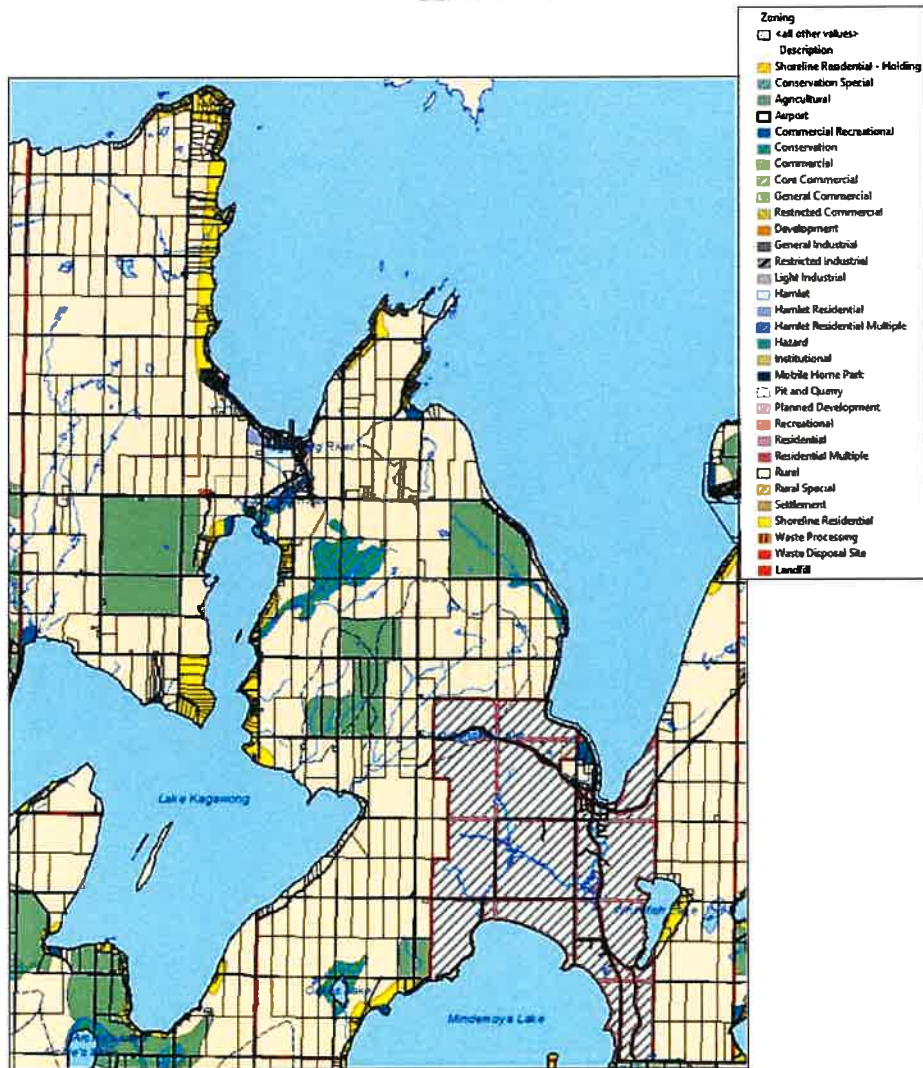 Zoning
<all other values>
Description
Shoreline Residential - Holding
Conservation Special
Agricultural
Airport
Commercial Recreational
Conservation
Commercial
Core Commercial
General Commercial
Restricted Commercial
Development
General Industrial
Restricted Industrial
Light Industrial
Hamlet
Hamlet Residential
Hamlet Residential Multiple
Hazard
Institutional
Mobile Home Park
Pit and Quarry
Planned Development
Recreational
Residential
Residential Multiple
Rural
Rural Special
Settlement
Shoreline Residential
Waste Processing
Waste Disposal Site
Landfill
River
Lake Kagawong
Lake
Mindemoya Lake